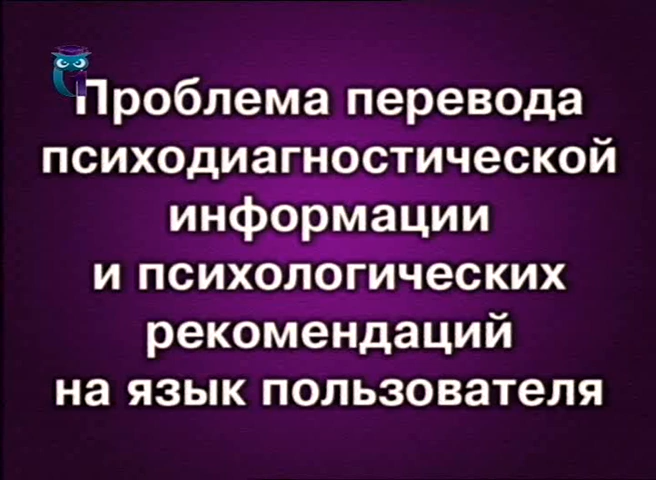 Проблема перевода
психодиагностической
информации
и психологических
рекомендаций
на язык пользователя